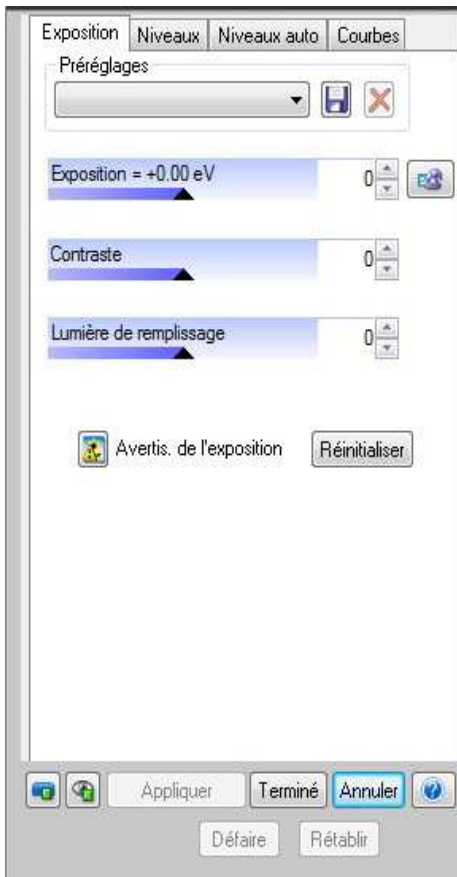 Exposition Niveaux Niveaux auto Courbes
Préréglages
Exposition = +0.00 eV 0
Contraste 0
Lumière de remplissage 0
Avertis. de l'exposition Réinitialiser
Appliquer Terminé Annuler
Défaire Rétablir